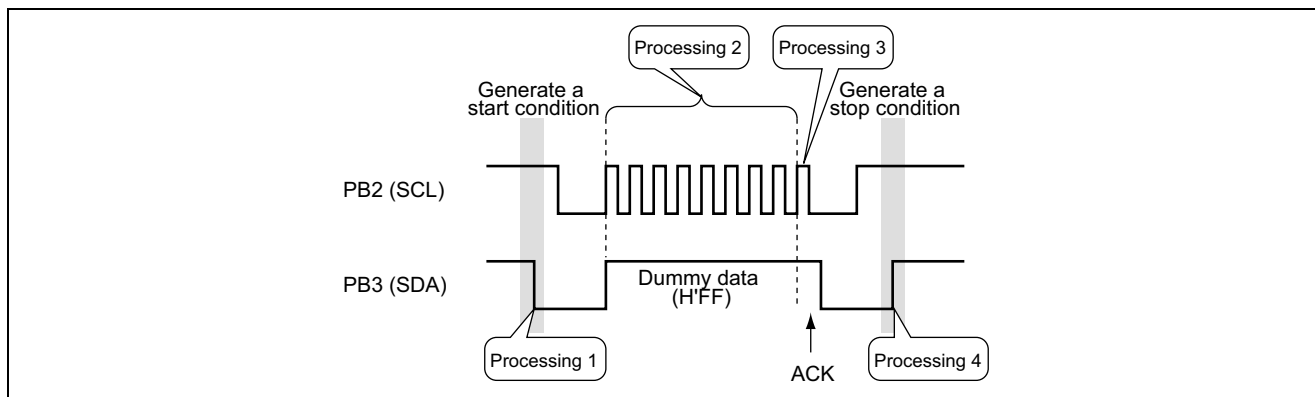 Processing 2
Processing 3
Generate a
start condition
Generate a
stop condition
PB2 (SCL)
PB3 (SDA)
Dummy data
(H'FF)
Processing 1
ACK
Processing 4